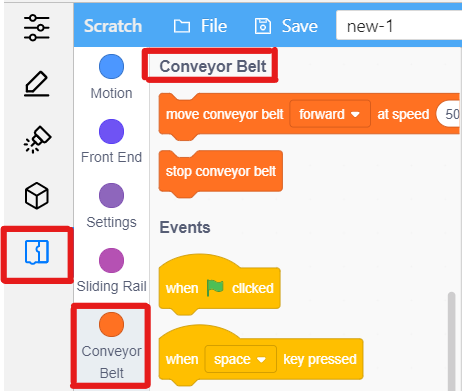 Scratch File Save new-1
Conveyor Belt
Motion
move conveyor belt forward at speed 50
Front End
stop conveyor belt
Settings
Events
Sliding Rail
when clicked
Conveyor
Belt
when space key pressed